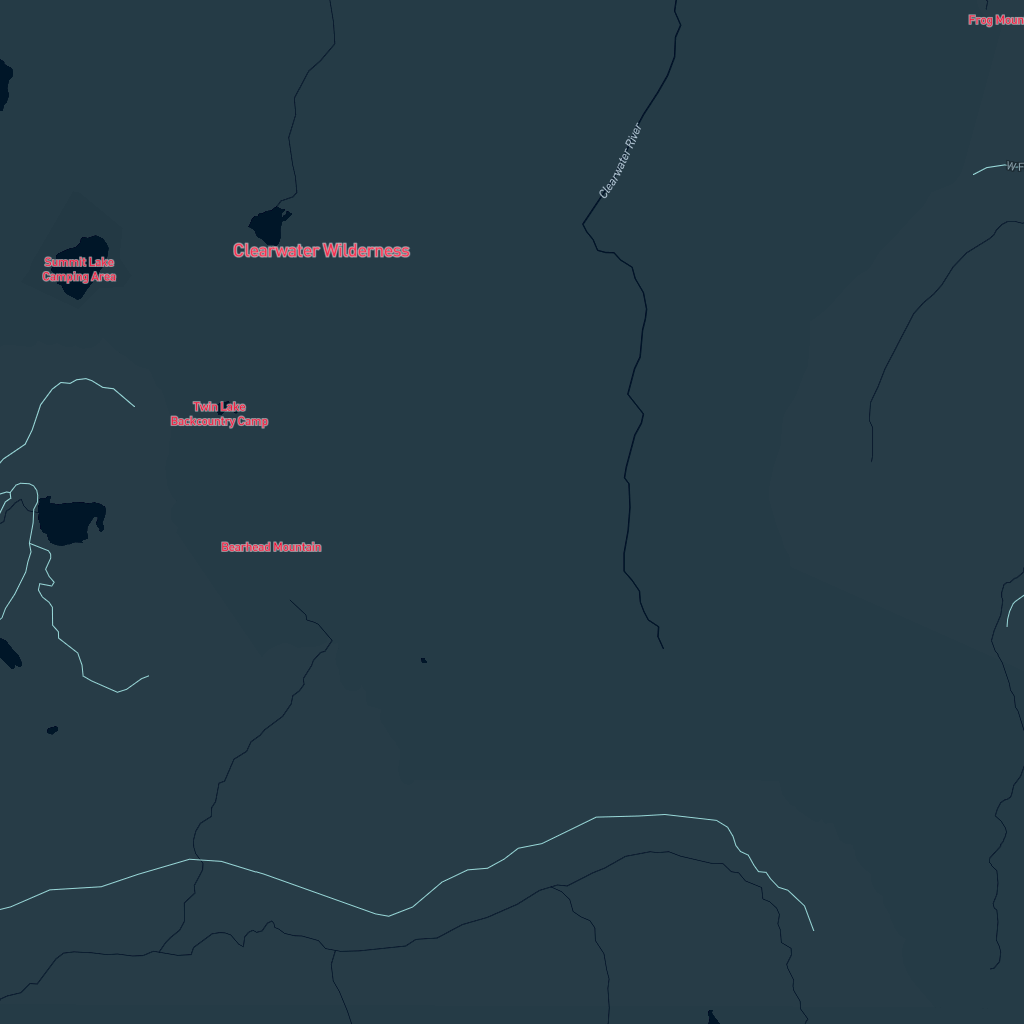 Frog Moun
Clearwater River
W F
Clearwater Wilderness
Summit Lake
Camping Area
Twin Lake
Backcountry Camp
Bearhead Mountain